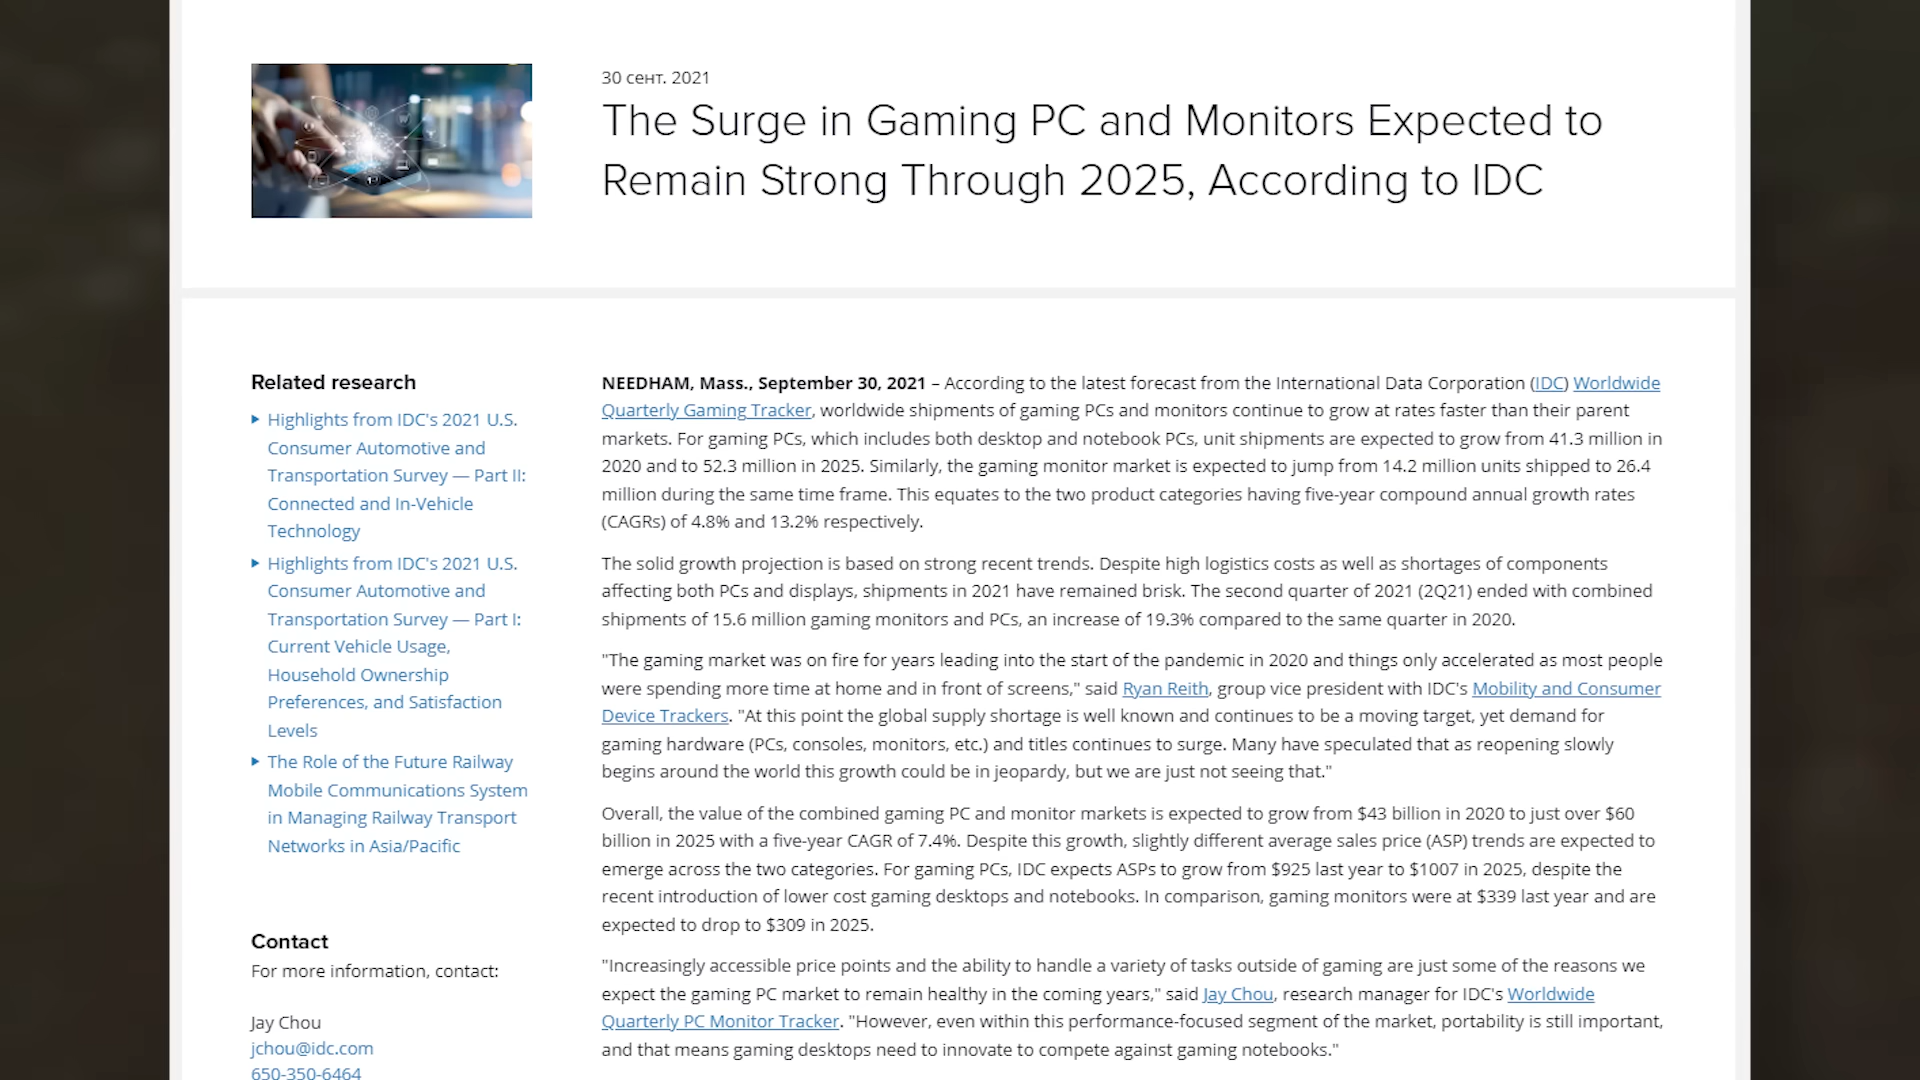 30 сент. 2021
The Surge in Gaming PC and Monitors Expected to
Remain Strong Through 2025, According to IDC
Related research
Highlights from IDC's 2021 U.S.
Consumer Automotive and
Transportation Survey — Part II:
Connected and In-Vehicle
Technology
Highlights from IDC's 2021 U.S.
Consumer Automotive and
Transportation Survey — Part I:
Current Vehicle Usage,
Household Ownership
Preferences, and Satisfaction
Levels
The Role of the Future Railway
Mobile Communications System
in Managing Railway Transport
Networks in Asia/Pacific
Contact
For more information, contact:
Jay Chou
jchou@idc.com
650-350-6464
NEEDHAM, Mass., September 30, 2021 – According to the latest forecast from the International Data Corporation (IDC) Worldwide
Quarterly Gaming Tracker, worldwide shipments of gaming PCs and monitors continue to grow at rates faster than their parent
markets. For gaming PCs, which includes both desktop and notebook PCs, unit shipments are expected to grow from 41.3 million in
2020 and to 52.3 million in 2025. Similarly, the gaming monitor market is expected to jump from 14.2 million units shipped to 26.4
million during the same time frame. This equates to the two product categories having five-year compound annual growth rates
(CAGRs) of 4.8% and 13.2% respectively.
The solid growth projection is based on strong recent trends. Despite high logistics costs as well as shortages of components
affecting both PCs and displays, shipments in 2021 have remained brisk. The second quarter of 2021 (2Q21) ended with combined
shipments of 15.6 million gaming monitors and PCs, an increase of 19.3% compared to the same quarter in 2020.
"The gaming market was on fire for years leading into the start of the pandemic in 2020 and things only accelerated as most people
were spending more time at home and in front of screens," said Ryan Reith, group vice president with IDC's Mobility and Consumer
Device Trackers. "At this point the global supply shortage is well known and continues to be a moving target, yet demand for
gaming hardware (PCs, consoles, monitors, etc.) and titles continues to surge. Many have speculated that as reopening slowly
begins around the world this growth could be in jeopardy, but we are just not seeing that."
Overall, the value of the combined gaming PC and monitor markets is expected to grow from $43 billion in 2020 to just over $60
billion in 2025 with a five-year CAGR of 7.4%. Despite this growth, slightly different average sales price (ASP) trends are expected to
emerge across the two categories. For gaming PCs, IDC expects ASPs to grow from $925 last year to $1007 in 2025, despite the
recent introduction of lower cost gaming desktops and notebooks. In comparison, gaming monitors were at $339 last year and are
expected to drop to $309 in 2025.
"Increasingly accessible price points and the ability to handle a variety of tasks outside of gaming are just some of the reasons we
expect the gaming PC market to remain healthy in the coming years," said Jay Chou, research manager for IDC's Worldwide
Quarterly PC Monitor Tracker. "However, even within this performance-focused segment of the market, portability is still important,
and that means gaming desktops need to innovate to compete against gaming notebooks."